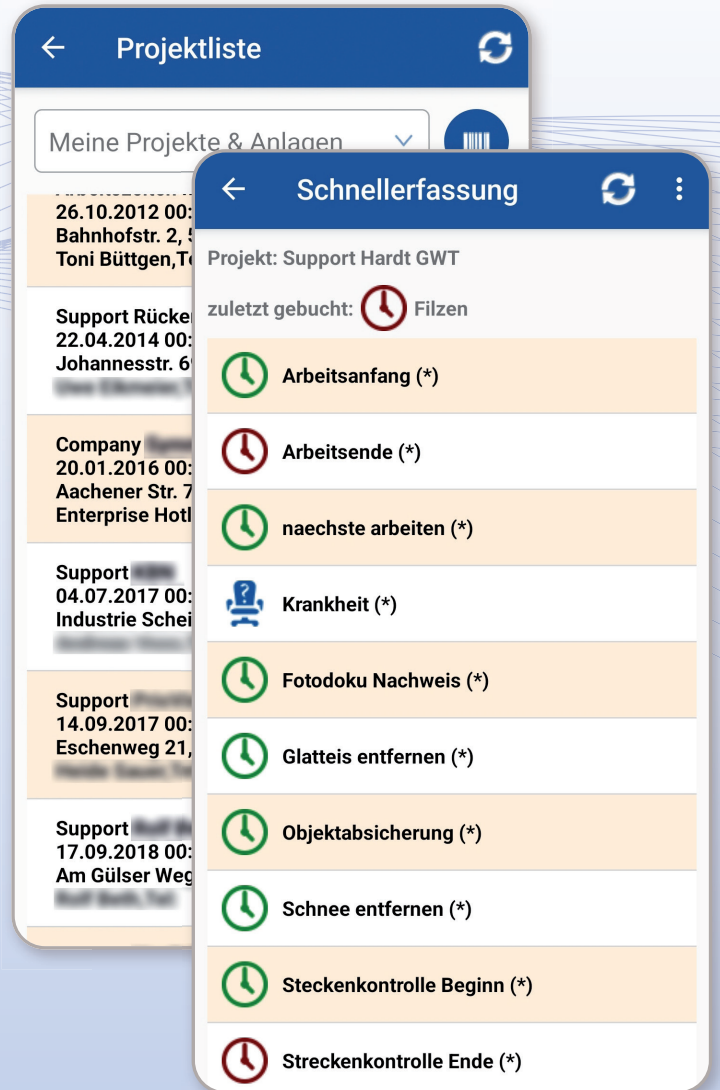 Projektliste
Meine Projekte & Anlagen
26.10.2012 00:
Bahnhofstr. 2,
Toni Büttgen,T
Support Rücke
22.04.2014 00:
Johannesstr. 6
Company
20.01.2016 00:
Aachener Str. 7
Enterprise Hotl
Support
04.07.2017 00:
Industrie Schei
Support
14.09.2017 00:
Eschenweg 21,
Support
17.09.2018 00:
Am Gülser Weg
Schnellerfassung
Projekt: Support Hardt GWT
zuletzt gebucht: Filzen
Arbeitsanfang (*)
Arbeitsende (*)
naechste arbeiten (*)
Krankheit (*)
Fotodoku Nachweis (*)
Glatteis entfernen (*)
Objektabsicherung (*)
Schnee entfernen (*)
Steckenkontrolle Beginn (*)
Streckenkontrolle Ende (*)